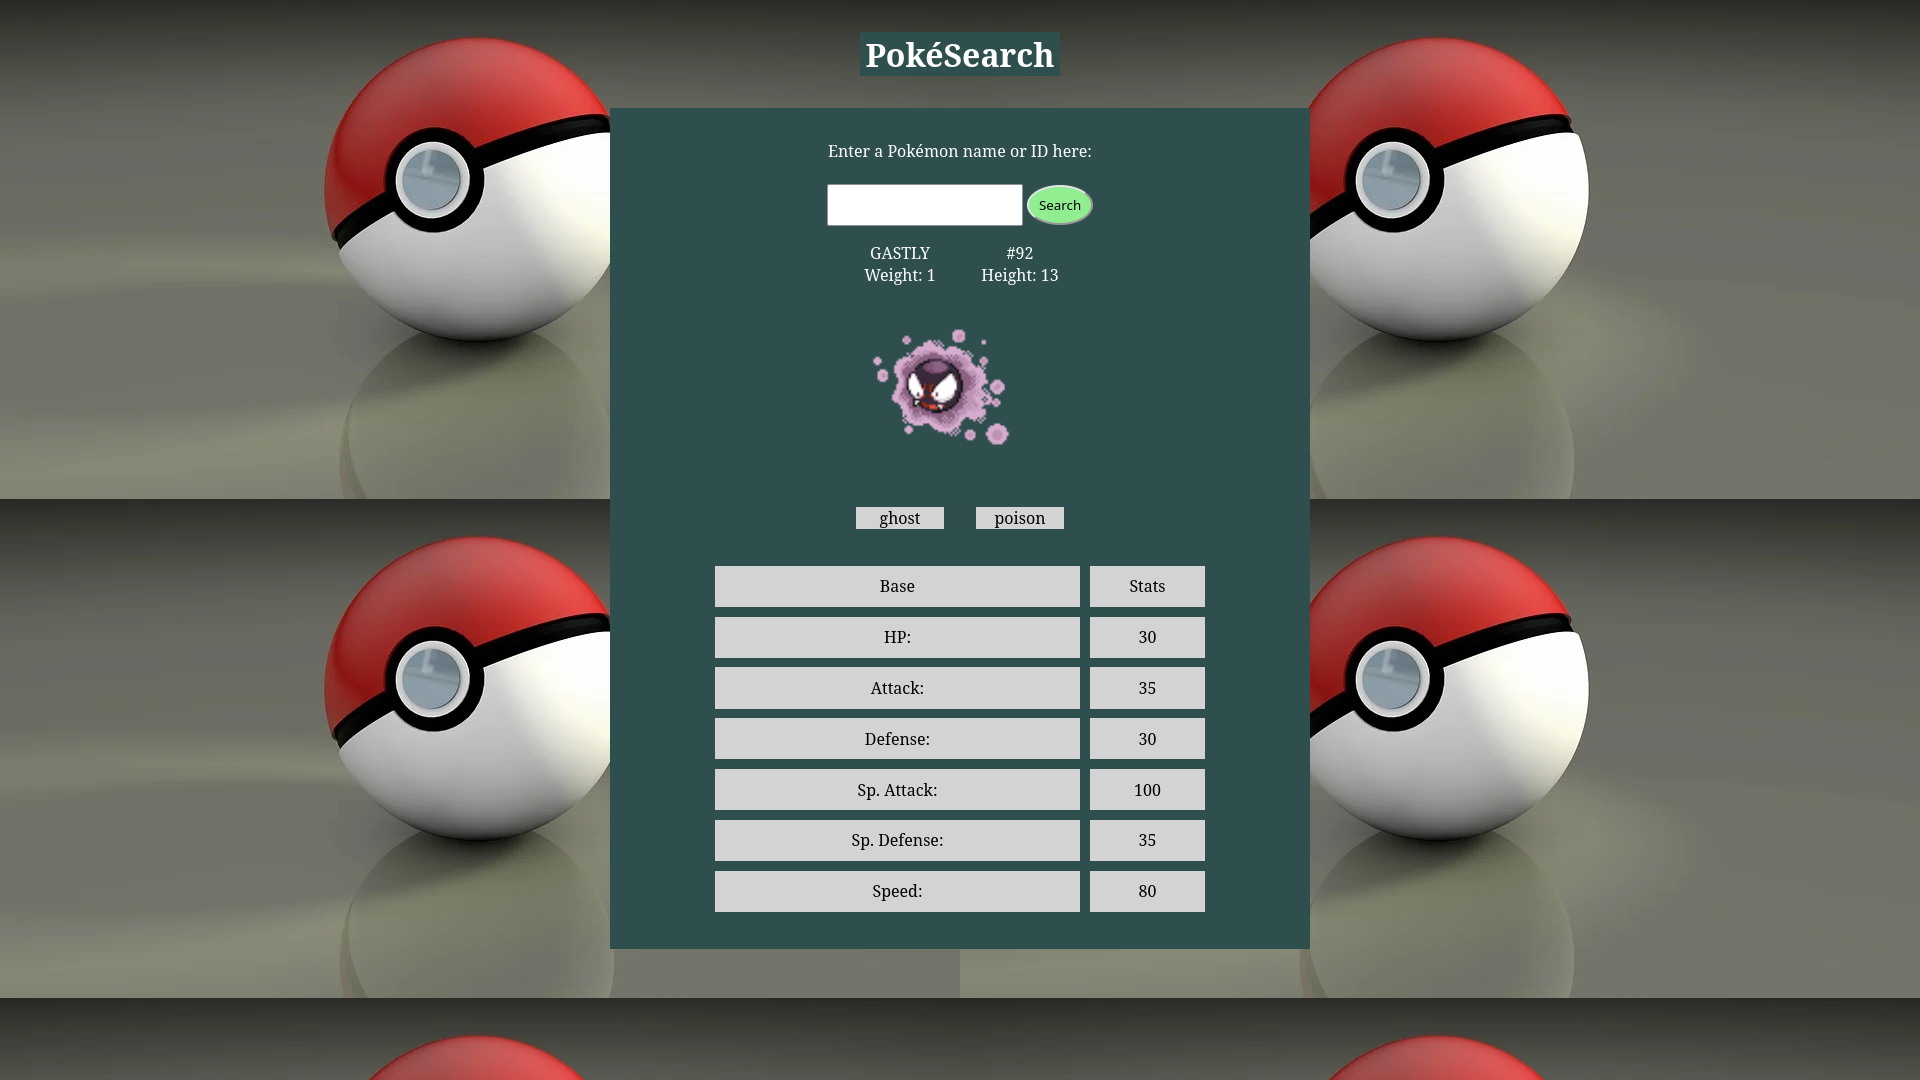 PokéSearch
Enter a Pokémon name or ID here:
Search
GASTLY #92
Weight: 1 Height: 13
ghost poison
Base Stats
HP: 30
Attack: 35
Defense: 30
Sp. Attack: 100
Sp. Defense: 35
Speed: 80